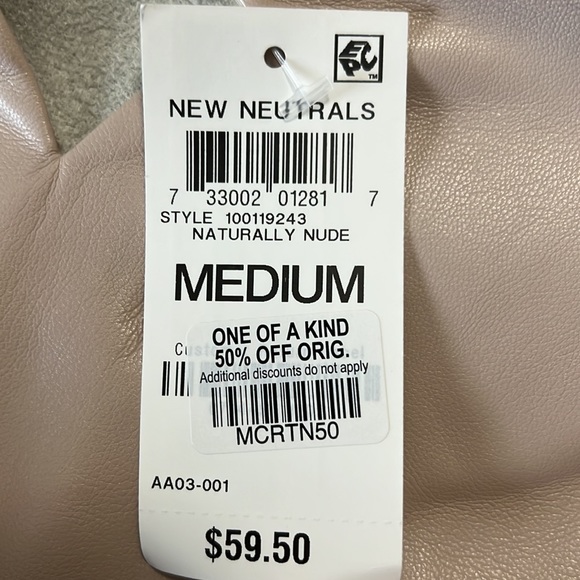 EPC
TM
NEW NEUTRALS
7 33002 01281 7
STYLE 100119243
NATURALLY NUDE
MEDIUM
ONE OF A KIND
50% OFF ORIG.
Additional discounts do not apply
MCRTN50
AA03-001
$59.50